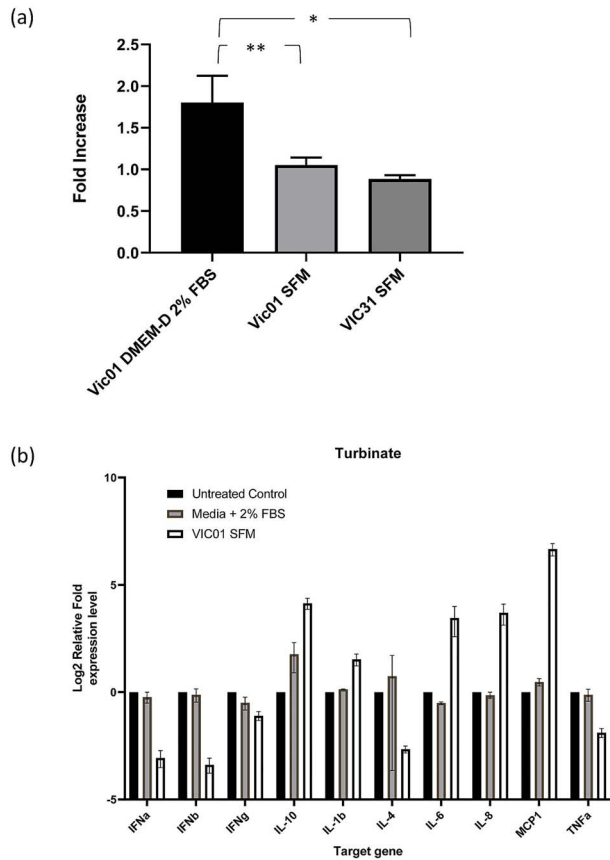 (a)
*
**
2.5
2.0
1.5
1.0
0.5
0.0
Fold Increase
Vic01 DMEM-D 2% FBS
Vic01 SFM
VIC31 SFM
(b)
Turbinate
10
5
0
-5
Log2 Relative Fold
expression level
Untreated Control
Media + 2% FBS
VIC01 SFM
IFNa
IFNb
IFNg
IL-10
IL-1b
IL-4
IL-6
IL-8
MCP1
TNFa
Target gene